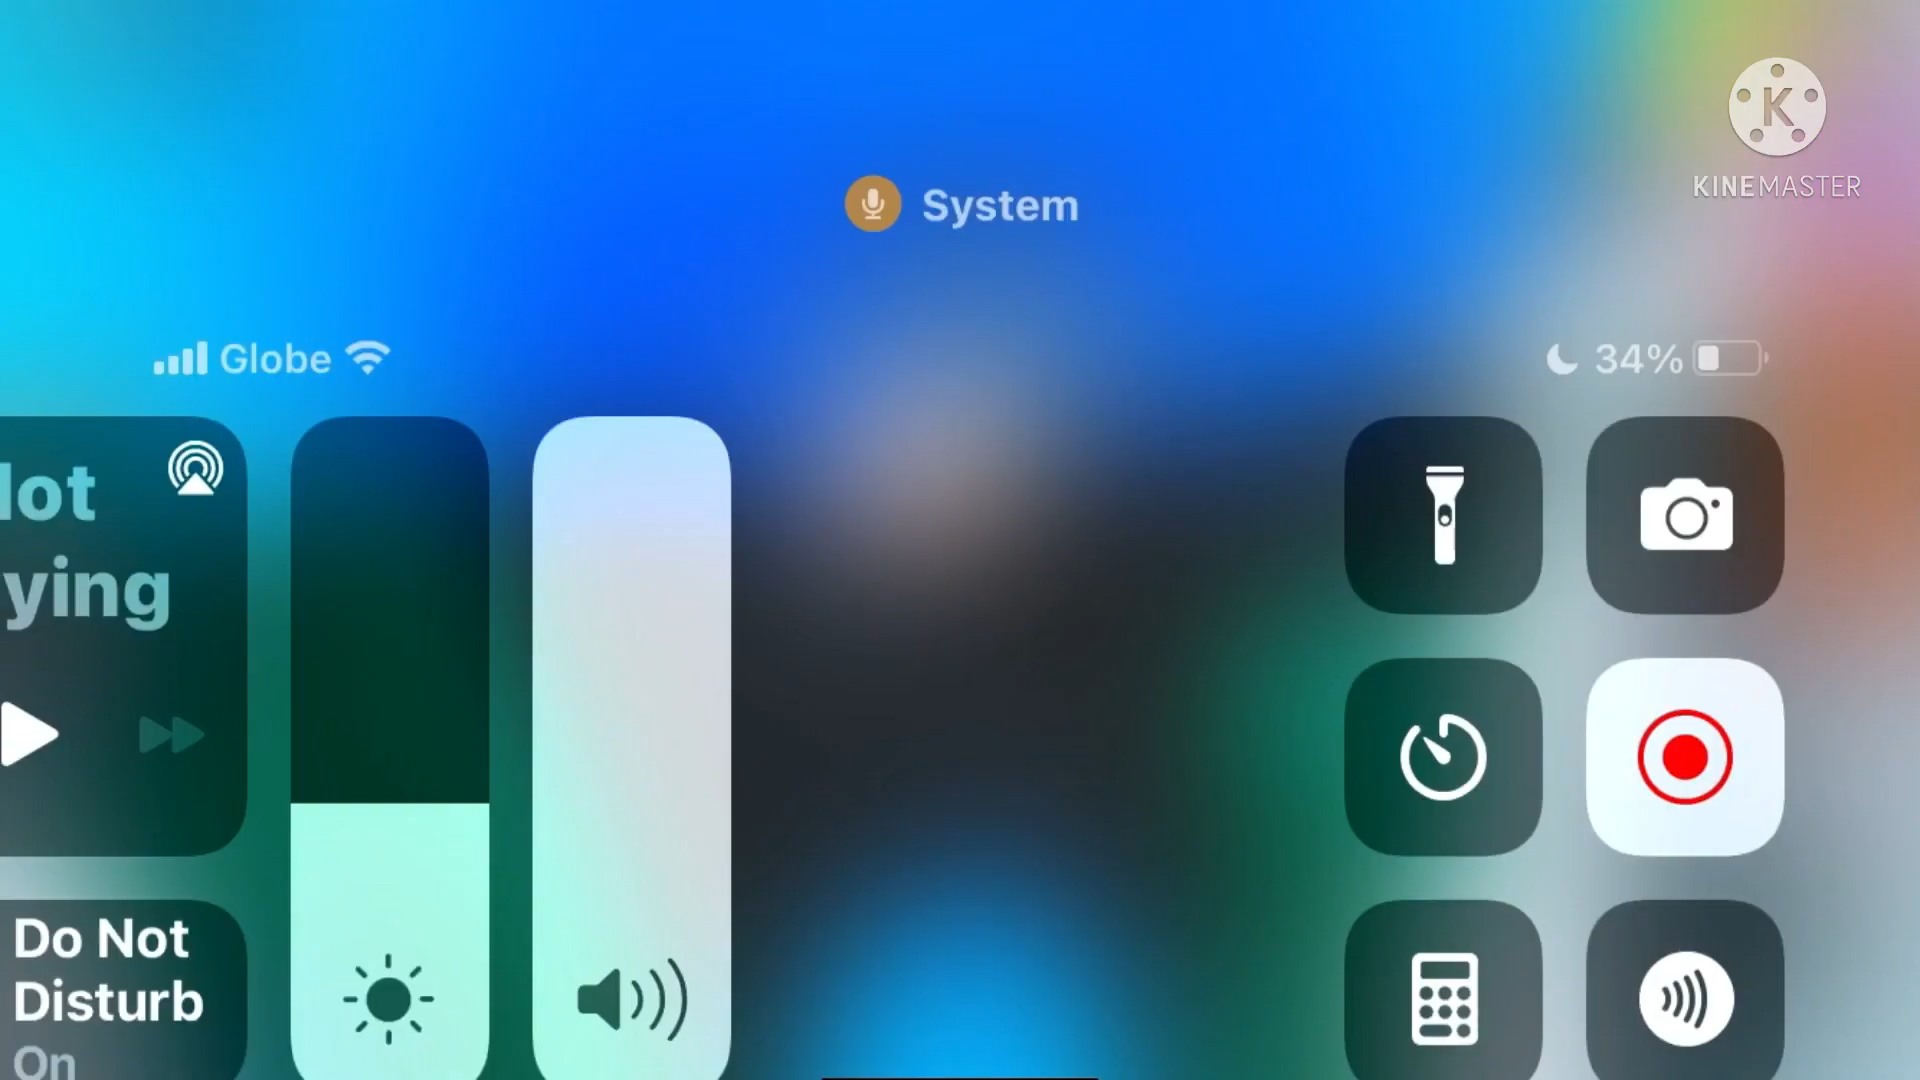 K
KINEMASTER
System
Globe
34%
lot
ying
Do Not
Disturb
On